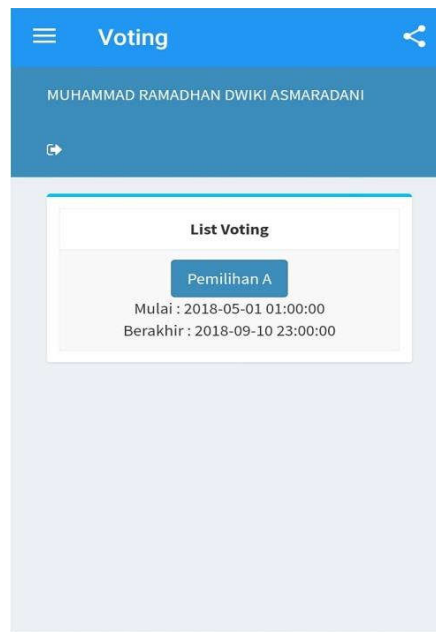 Voting
MUHAMMAD RAMADHAN DWIKI ASMARADANI
List Voting
Pemilihan A
Mulai : 2018-05-01 01:00:00
Berakhir : 2018-09-10 23:00:00